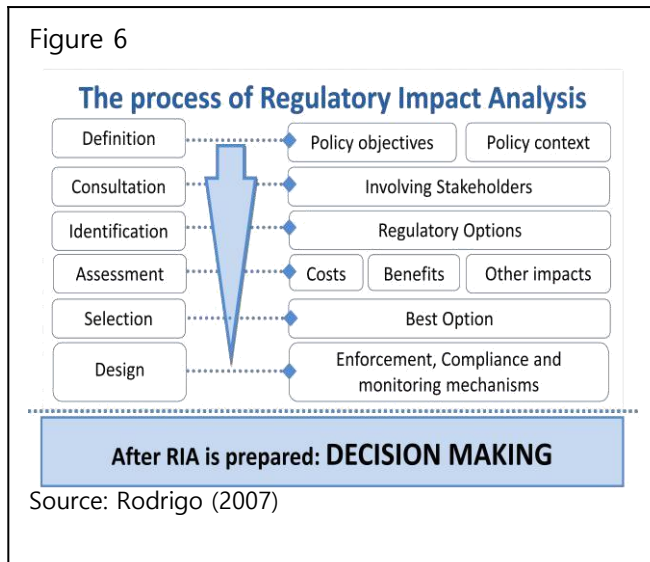 Figure 6
The process of Regulatory Impact Analysis
Definition
Policy objectives
Policy context
Consultation
Involving Stakeholders
Identification
Regulatory Options
Assessment
Costs
Benefits
Other impacts
Selection
Best Option
Design
Enforcement, Compliance and
monitoring mechanisms
After RIA is prepared: DECISION MAKING
Source: Rodrigo (2007)